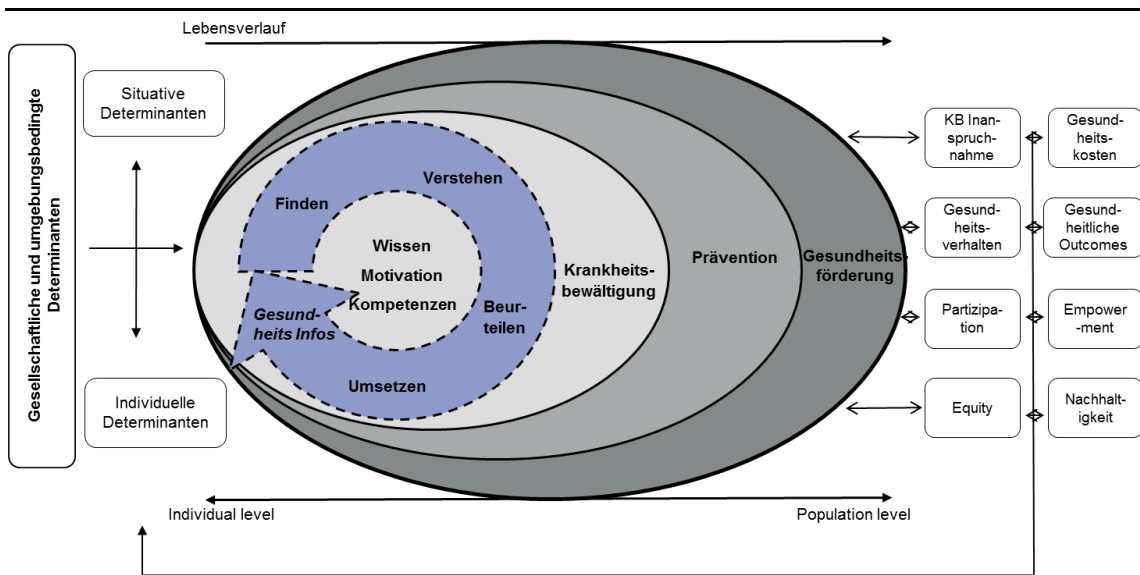 Lebensverlauf
Gesellschaftliche und umgebungsbedingte
Determinanten
Situative
Determinanten
Individuelle
Determinanten
Finden
Verstehen
Wissen
Motivation
Kompetenzen
Beur-
teilen
Umsetzen
Gesund-
heits Infos
Krankheits-
bewältigung
Prävention
Gesundheits-
förderung
KB Inan-
spruch-
nahme
Gesund-
heits-
kosten
Gesund-
heits-
verhalten
Gesund-
heitliche
Outcomes
Partizipa-
tion
Empower
-ment
Equity
Nachhalt-
igkeit
Individual level
Population level